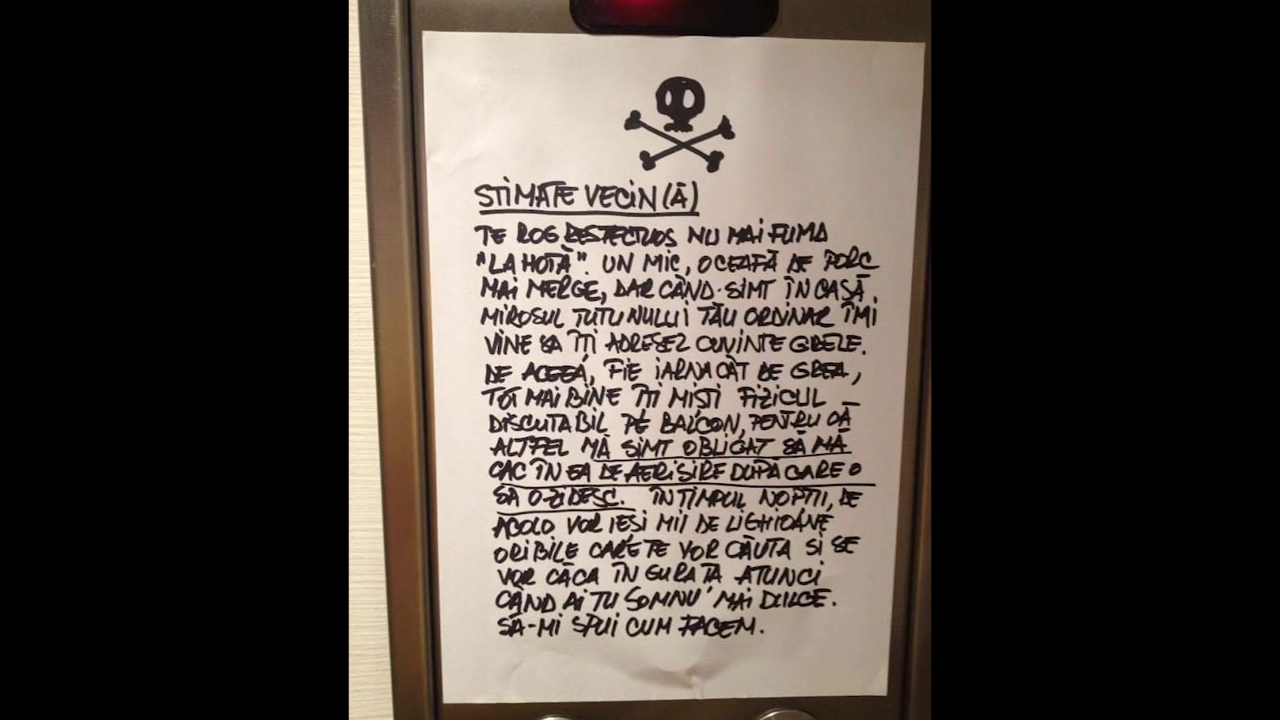 STIMATE VECIN(Ă)
TE ROG RESTECTUOS NU MAI FUMA
"LA HOTĂ". UN MIC, O CEAFĂ DE PORC
MAI MERGE, DAR CÂND SIMT ÎN CASĂ
MIROSUL TUTUNULUI TĂU ORDINAR ÎMI
VINE SA ÎȚI ADRESEZ CUVINTE GRELE.
DE ACEEA, FIE IARNA CÂT DE GREA,
TOT MAI BINE ÎȚI MIȘTI FIZICUL
DISCUTABIL PE BALCON, PENTRU CĂ
ALTFEL MĂ SIMT OBLIGAT SĂ MĂ
CAC ÎN EA DE AERISIRE DUPĂ CARE O
SĂ O ZIDESC. ÎN TIMPUL NOPȚII, DE
ACOLO VOR IEȘI MII DE LIGHIOANE
ORIBILE CARE TE VOR CĂUTA SI SE
VOR CĂCA ÎN GURA TA ATUNCI
CÂND AI TU SOMNU' MAI DULCE.
SĂ-MI SPUI CUM FACEM.